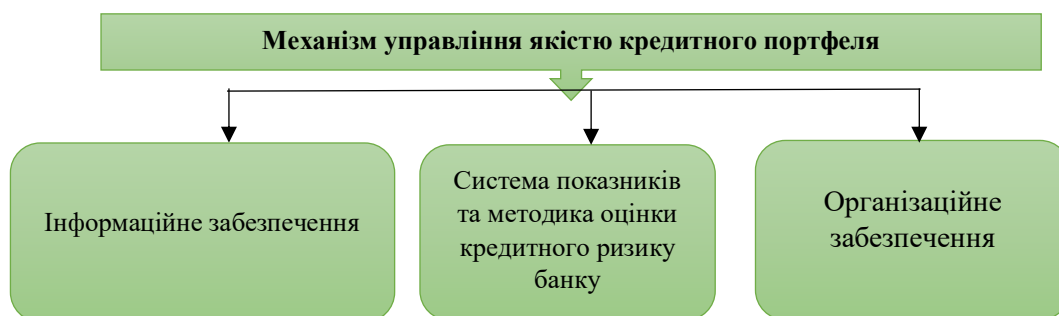 Механізм управління якістю кредитного портфеля
Інформаційне забезпечення
Система показників
та методика оцінки
кредитного ризику
банку
Організаційне
забезпечення